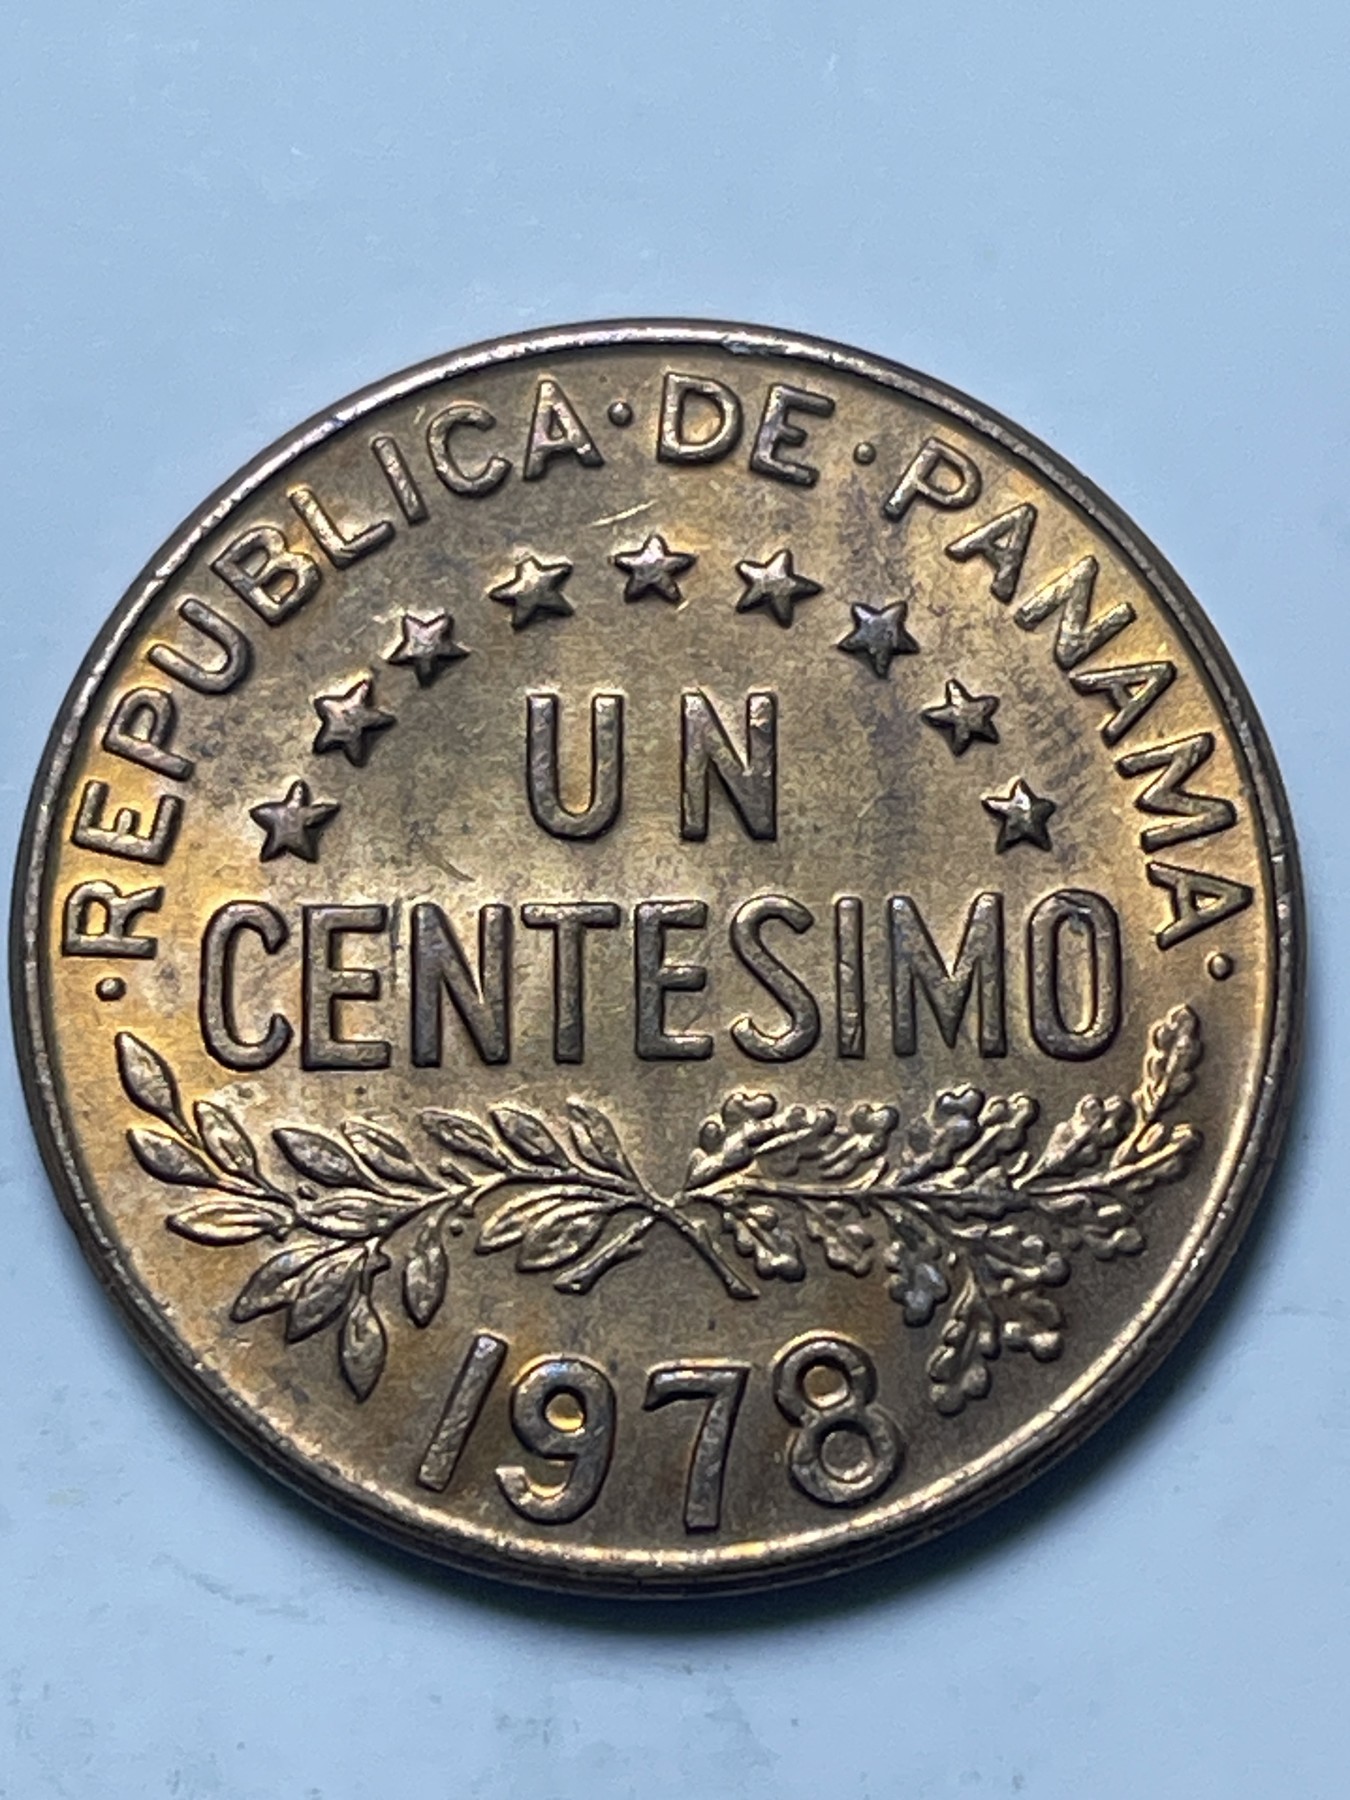 ·REPUBLICA·DE·PANAMA·
UN
CENTESIMO
1978